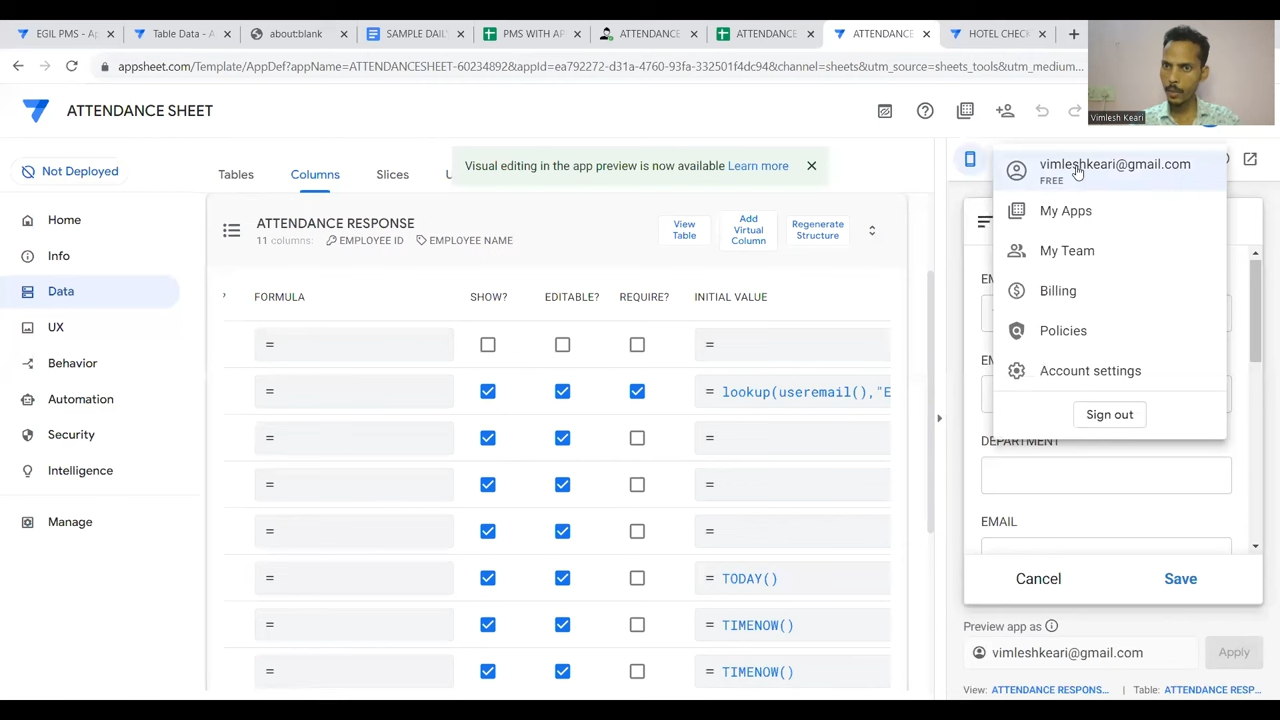 EGIL PMS - Ap
Table Data - A
about:blank
SAMPLE DAIL
PMS WITH AP
ATTENDANCE
ATTENDANCE
ATTENDANC
HOTEL CHEC
appsheet.com/Template/AppDef?appName=ATTENDANCESHEET-60234892&appId=ea792272-d31a-4760-93fa-332501f4dc94&channel=sheets&utm_source=sheets_tools&utm_medium...
Vimlesh Keari
ATTENDANCE SHEET
Not Deployed
Home
Info
Data
UX
Behavior
Automation
Security
Intelligence
Manage
Tables
Columns
Slices
U
Visual editing in the app preview is now available Learn more
ATTENDANCE RESPONSE
11 columns: EMPLOYEE ID EMPLOYEE NAME
View Table
Add Virtual Column
Regenerate Structure
FORMULA
SHOW?
EDITABLE?
REQUIRE?
INITIAL VALUE
= =
= = lookup(useremail(),"E
= =
= =
= =
= = TODAY()
= = TIMENOW()
= = TIMENOW()
vimleshkeari@gmail.com
FREE
My Apps
My Team
Billing
Policies
Account settings
Sign out
EM
EM
DEPARTMENT
EMAIL
Cancel
Save
Preview app as
vimleshkeari@gmail.com
Apply
View: ATTENDANCE RESPONS... | Table: ATTENDANCE RESP...